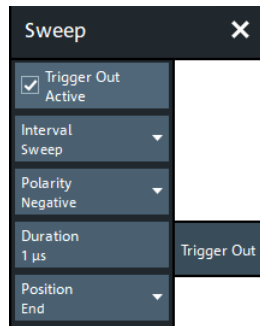 Sweep
Trigger Out
Active
Interval
Sweep
Polarity
Negative
Duration
1 µs
Trigger Out
Position
End